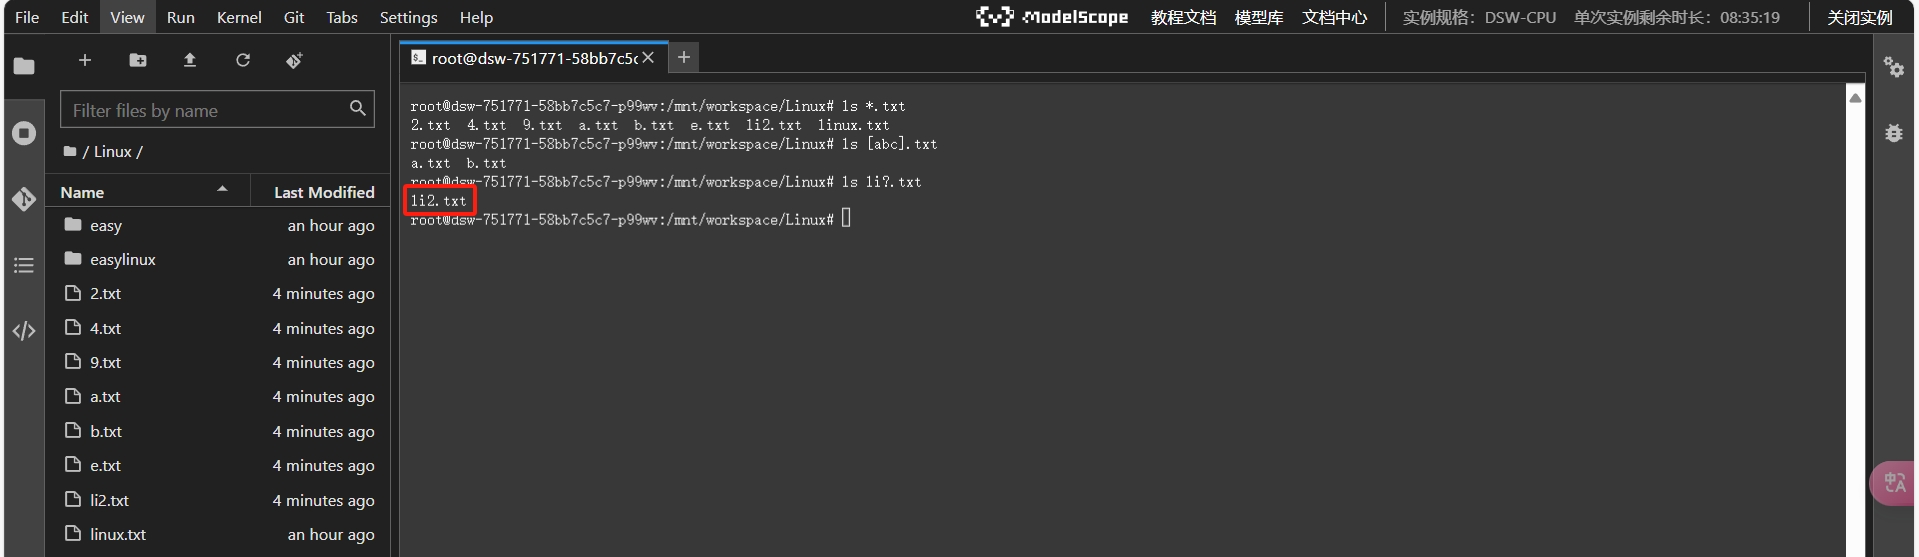 File Edit View Run Kernel Git Tabs Settings Help
ModelScope 教程文档 模型库 文档中心 实例规格：DSW-CPU 单次实例剩余时长：08:35:19 关闭实例
root@dsw-751771-58bb7c5c
Filter files by name
/ Linux /
Name Last Modified
easy an hour ago
easylinux an hour ago
2.txt 4 minutes ago
4.txt 4 minutes ago
9.txt 4 minutes ago
a.txt 4 minutes ago
b.txt 4 minutes ago
e.txt 4 minutes ago
li2.txt 4 minutes ago
linux.txt an hour ago
root@dsw-751771-58bb7c5c7-p99wv:/mnt/workspace/Linux# ls *.txt
2.txt 4.txt 9.txt a.txt b.txt e.txt li2.txt linux.txt
root@dsw-751771-58bb7c5c7-p99wv:/mnt/workspace/Linux# ls [abc].txt
a.txt b.txt
root@dsw-751771-58bb7c5c7-p99wv:/mnt/workspace/Linux# ls li?.txt
li2.txt
root@dsw-751771-58bb7c5c7-p99wv:/mnt/workspace/Linux#
中A